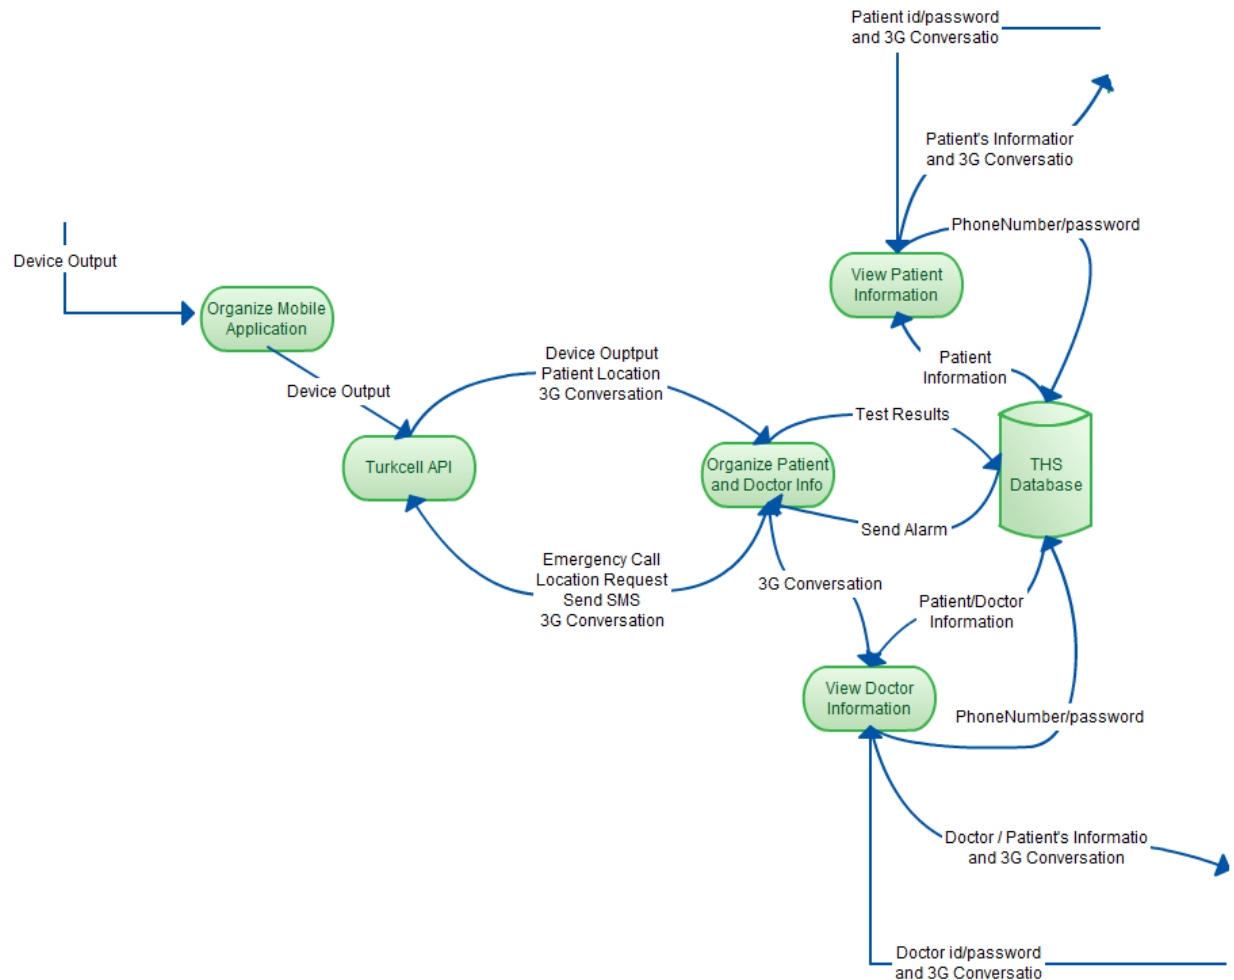 Patient id/password
and 3G Conversatio
Patient's Informatior
and 3G Conversatio
PhoneNumber/password
Device Output
View Patient
Information
Organize Mobile
Application
Device Ouptput
Patient Location
3G Conversation
Patient
Information
Device Output
Test Results
Turkcell API
Organize Patient
and Doctor Info
THS
Database
Send Alarm
Emergency Call
Location Request
Send SMS
3G Conversation
3G Conversation
Patient/Doctor
Information
View Doctor
Information
PhoneNumber/password
Doctor / Patient's Informatio
and 3G Conversation
Doctor id/password
and 3G Conversation